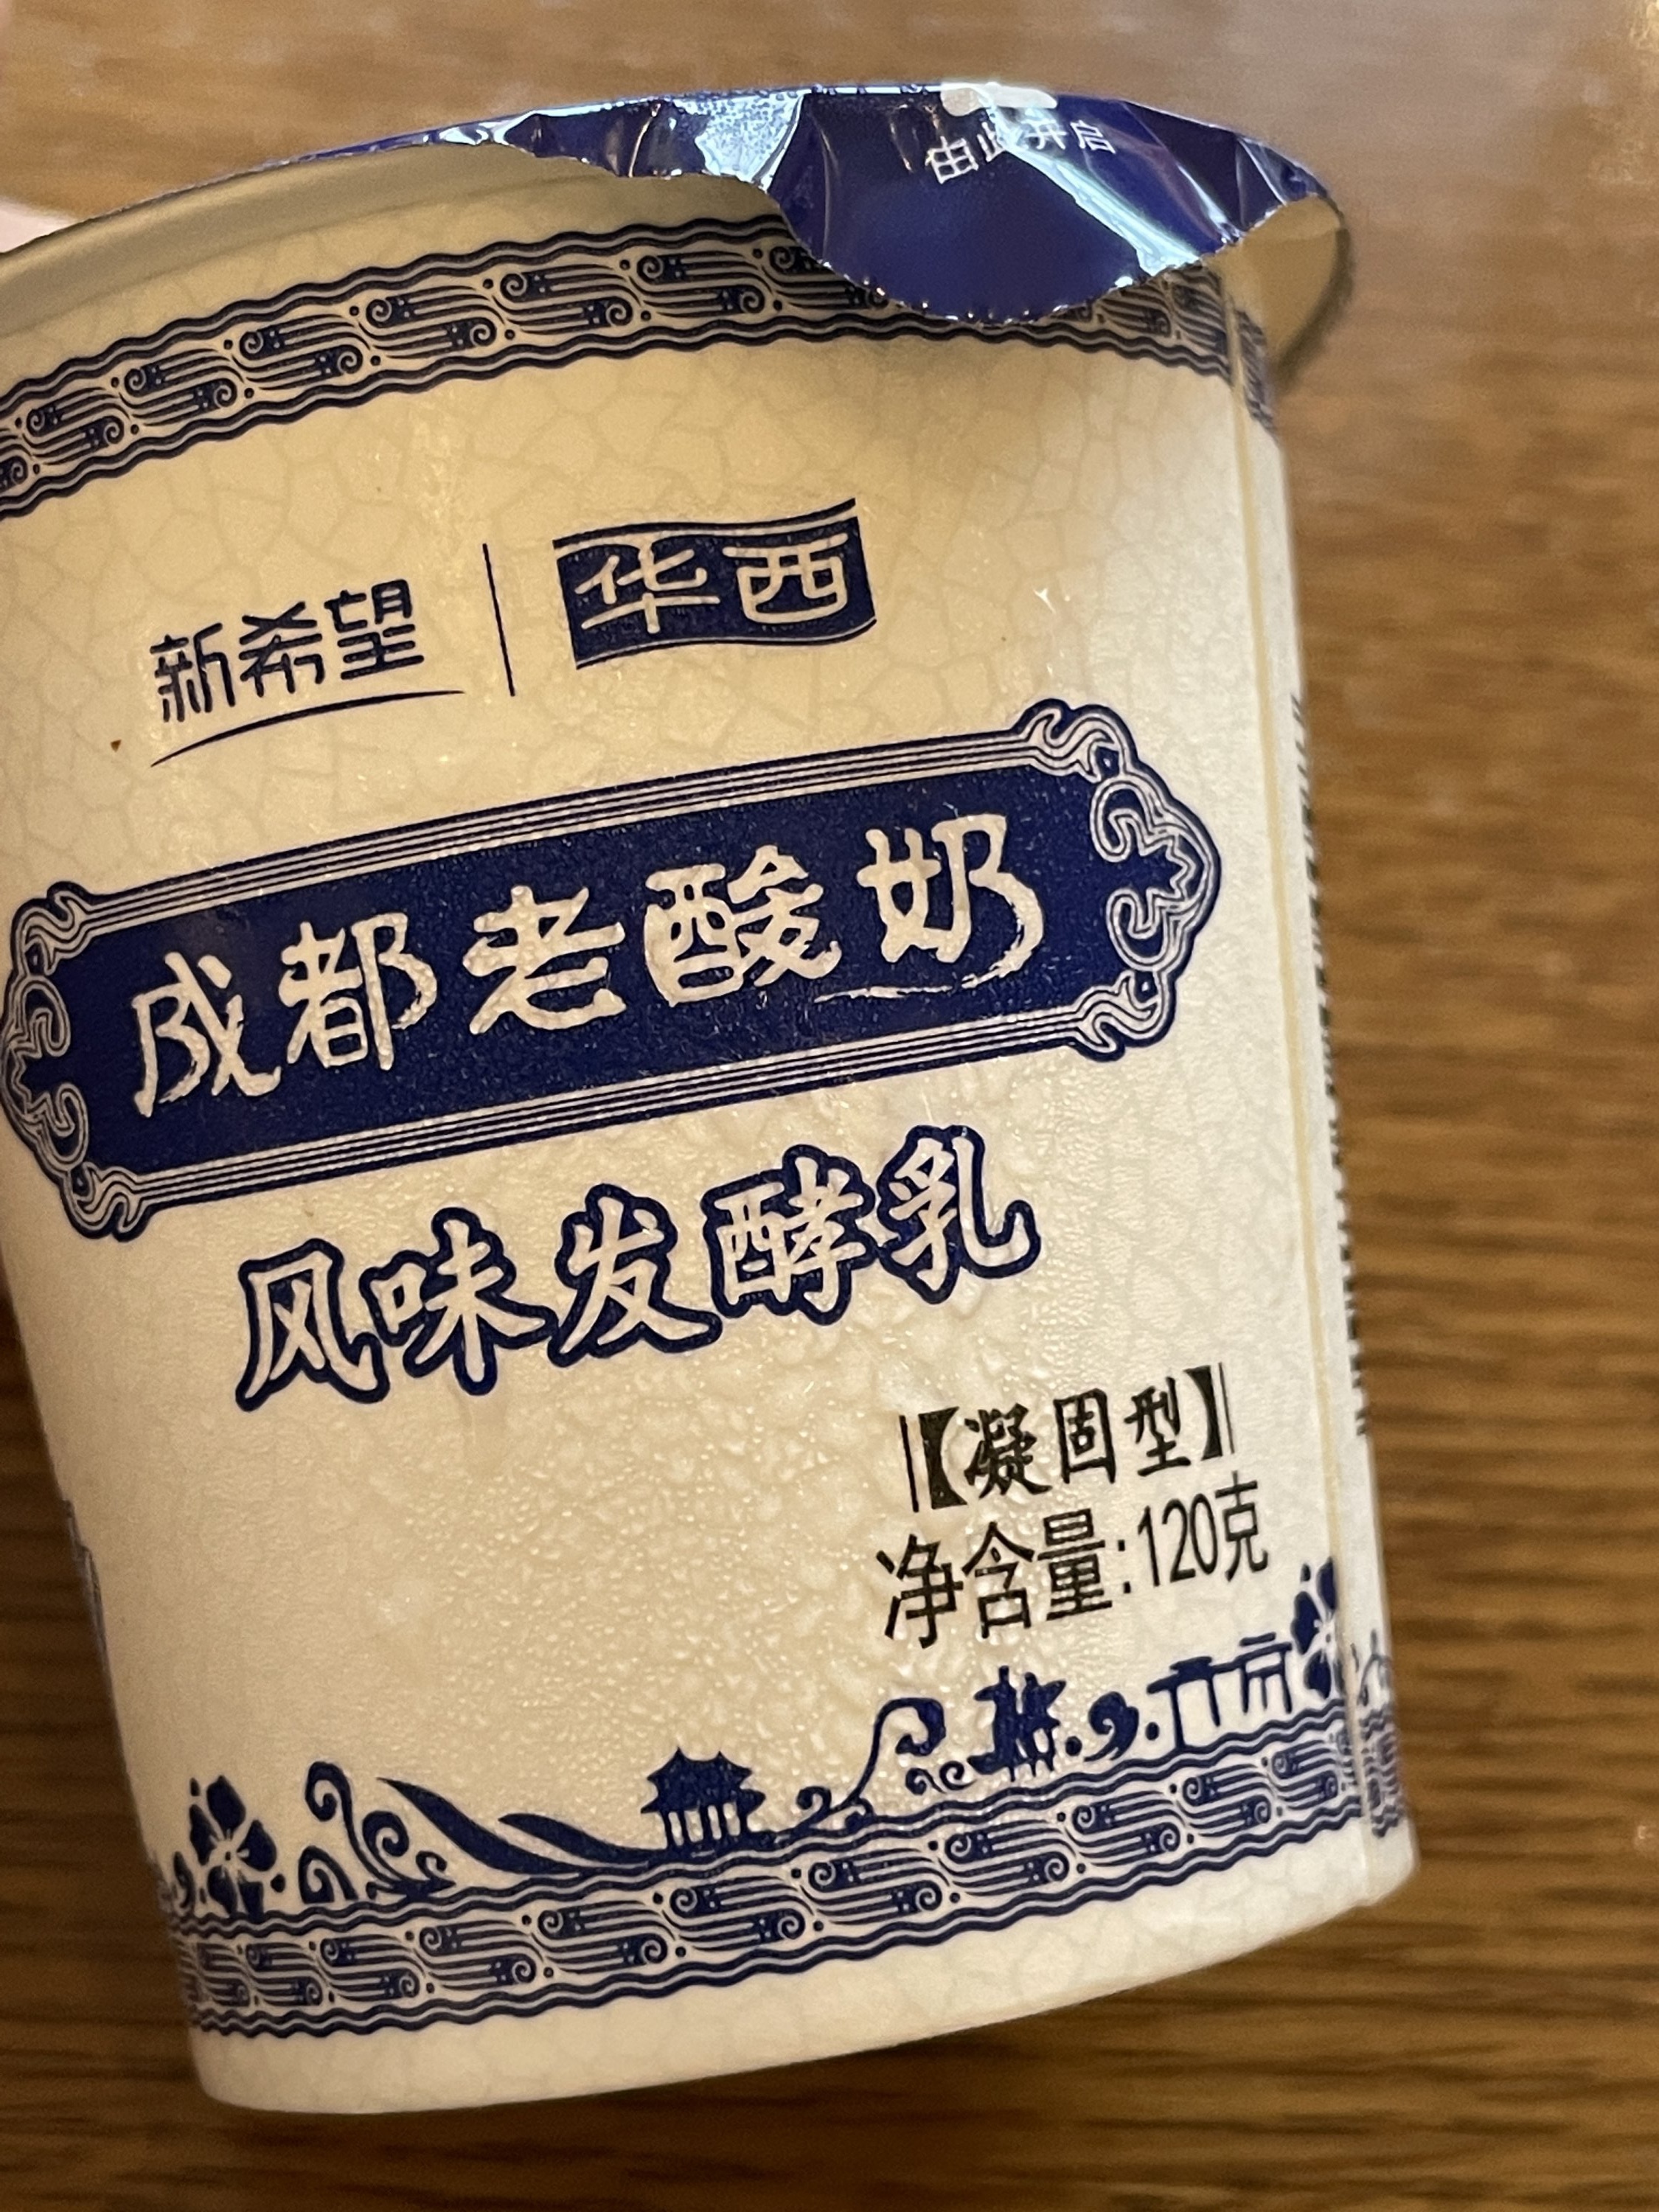 由此开启
新希望 华西
成都老酸奶
风味发酵乳
【凝固型】
净含量:120克